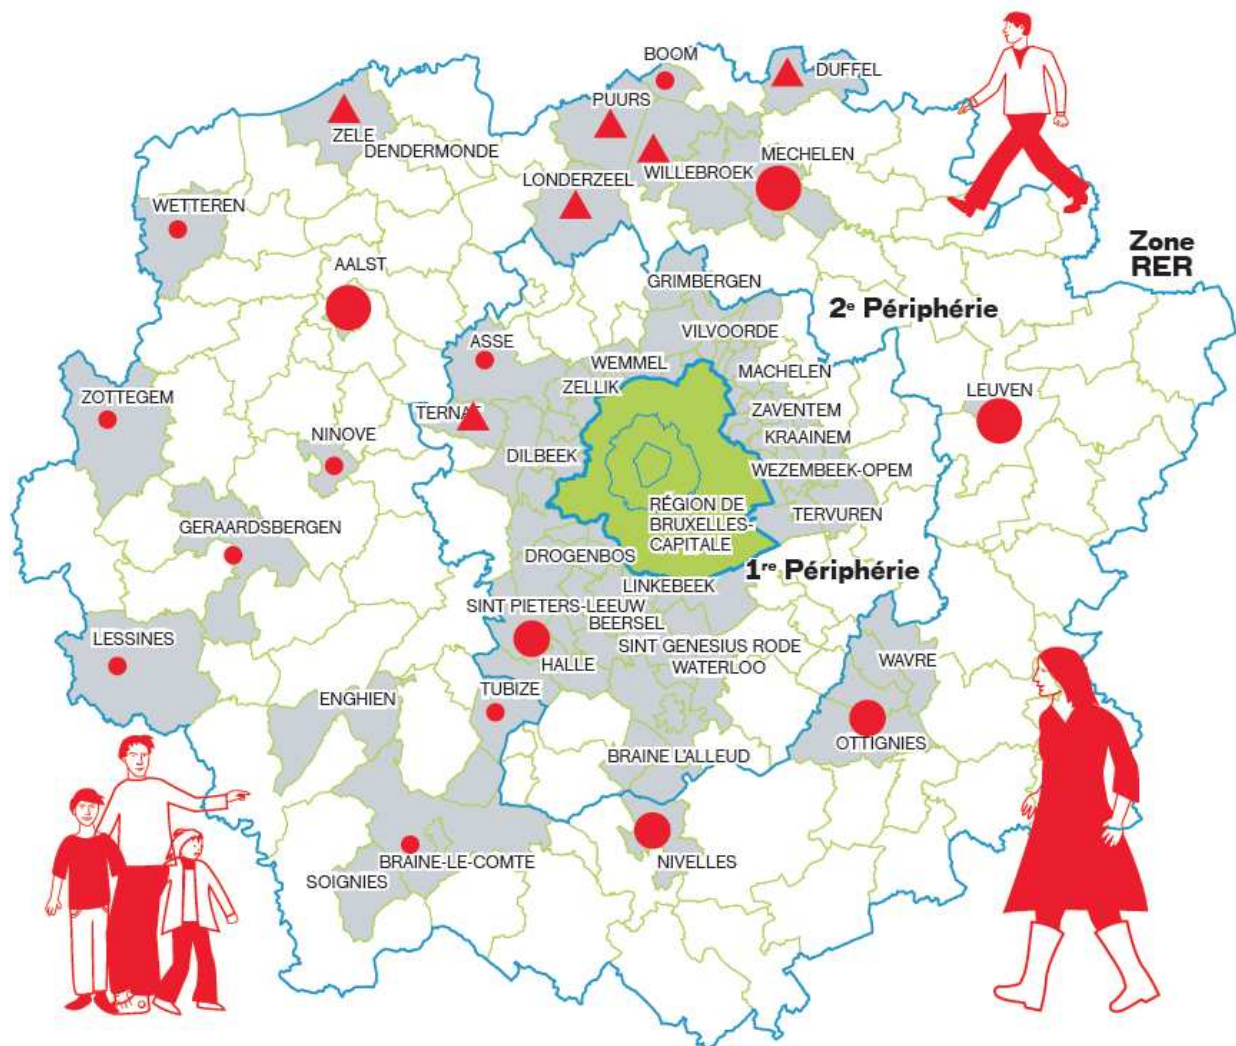 BOOM
DUFFEL
PUURS
ZELE
DENDERMONDE
MECHELEN
WILLEBROEK
LONDERZEEL
WETTEREN
Zone
RER
AALST
GRIMBERGEN
2e Périphérie
VILVOORDE
ASSE
WEMMEL
MACHELEN
ZELLIK
LEUVEN
ZOTTEGEM
TERNAT
ZAVENTEM
NINOVE
KRAAINEM
DILBEEK
WEZEMBEEK-OPEM
RÉGION DE
BRUXELLES-
CAPITALE
TERVUREN
GERAARDSBERGEN
DROGENBOS
1re Périphérie
LINKEBEEK
SINT PIETERS-LEEUW
BEERSEL
LESSINES
SINT GENESIUS RODE
HALLE
WATERLOO
WAVRE
TUBIZE
ENGHIEN
OTTIGNIES
BRAINE L'ALLEUD
BRAINE-LE-COMTE
NIVELLES
SOIGNIES